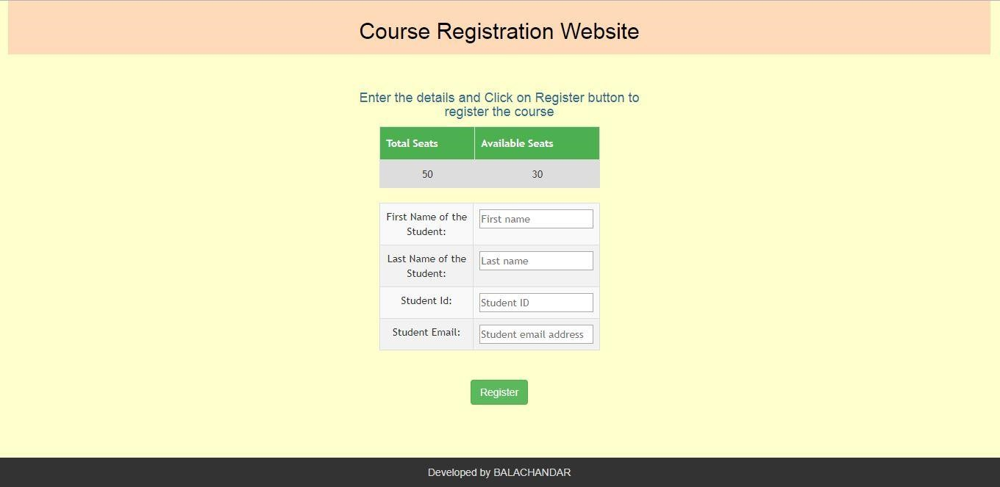 Course Registration Website
Enter the details and Click on Register button to
register the course
Total Seats Available Seats
50 30
First Name of the
Student:
First name
Last Name of the
Student:
Last name
Student Id:
Student ID
Student Email:
Student email address
Register
Developed by BALACHANDAR